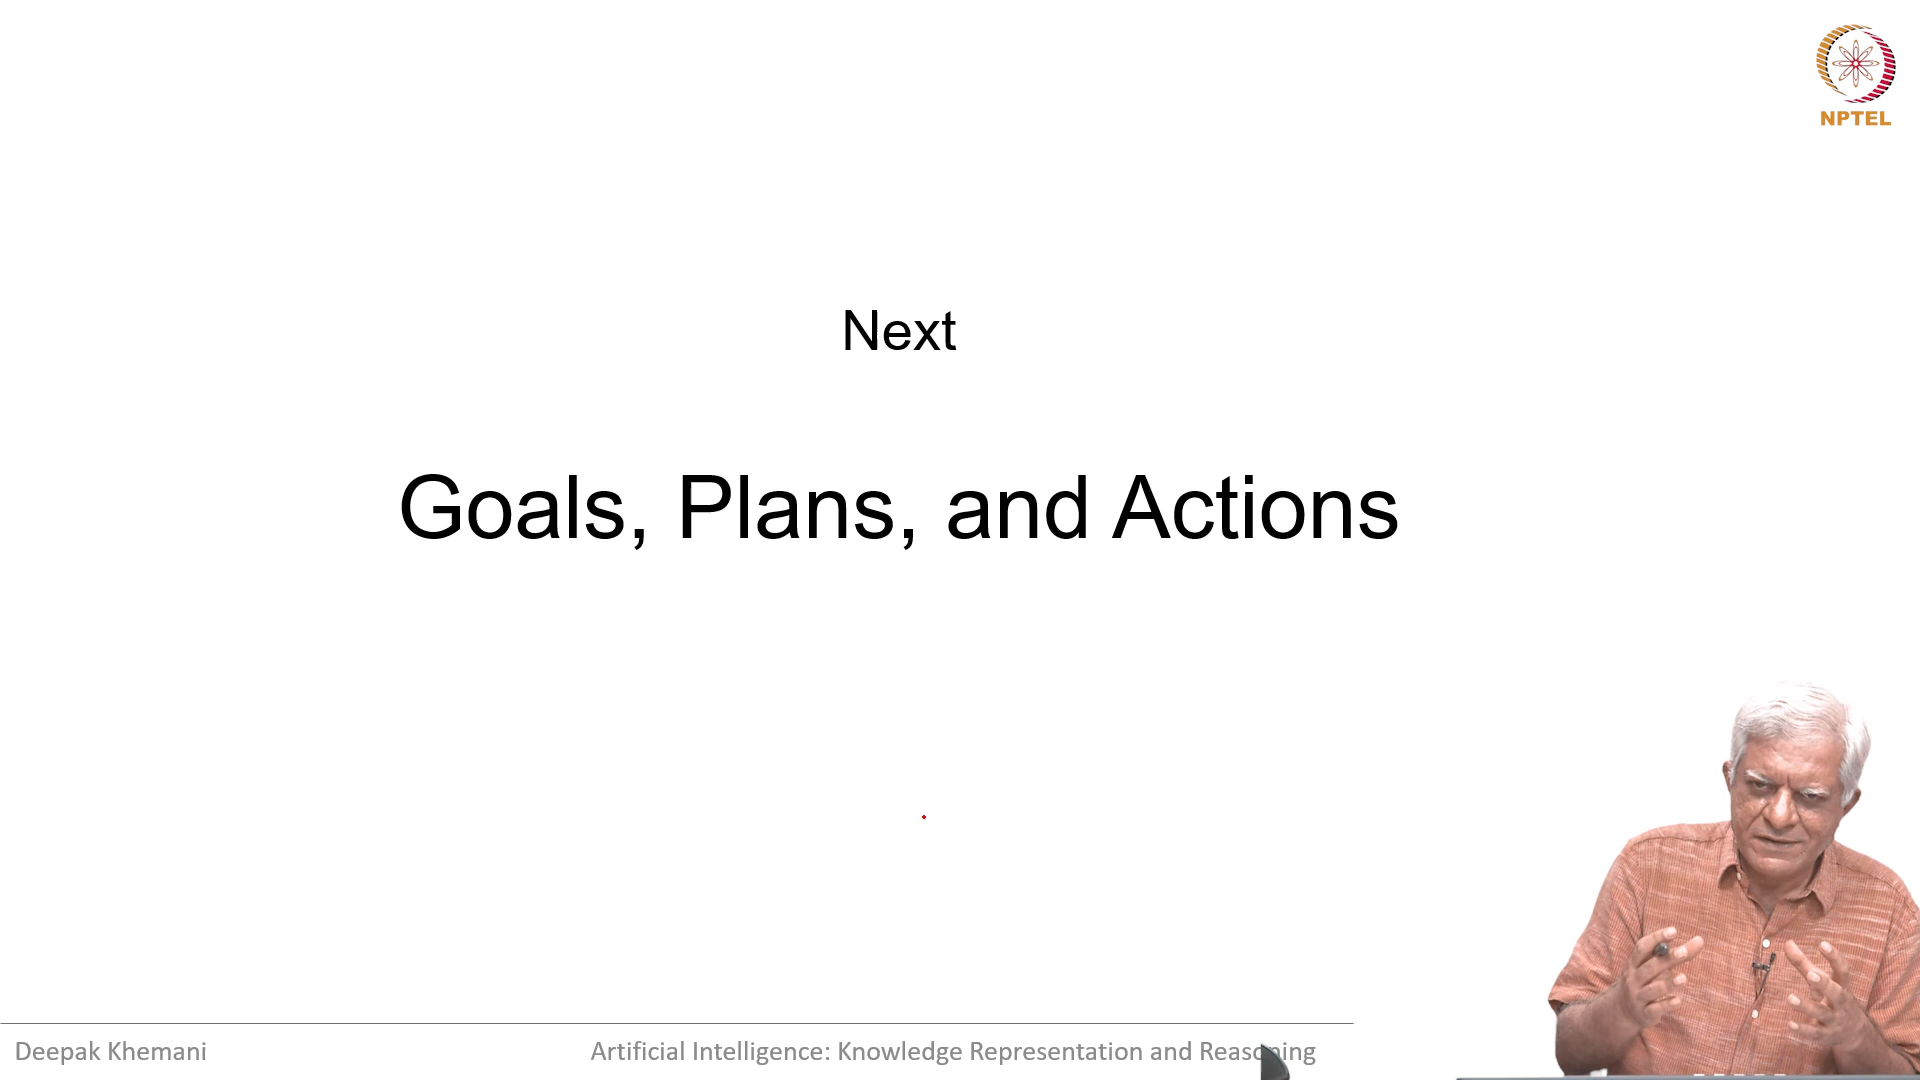 NPTEL
Next
Goals, Plans, and Actions
Deepak Khemani
Artificial Intelligence: Knowledge Representation and Reasoning